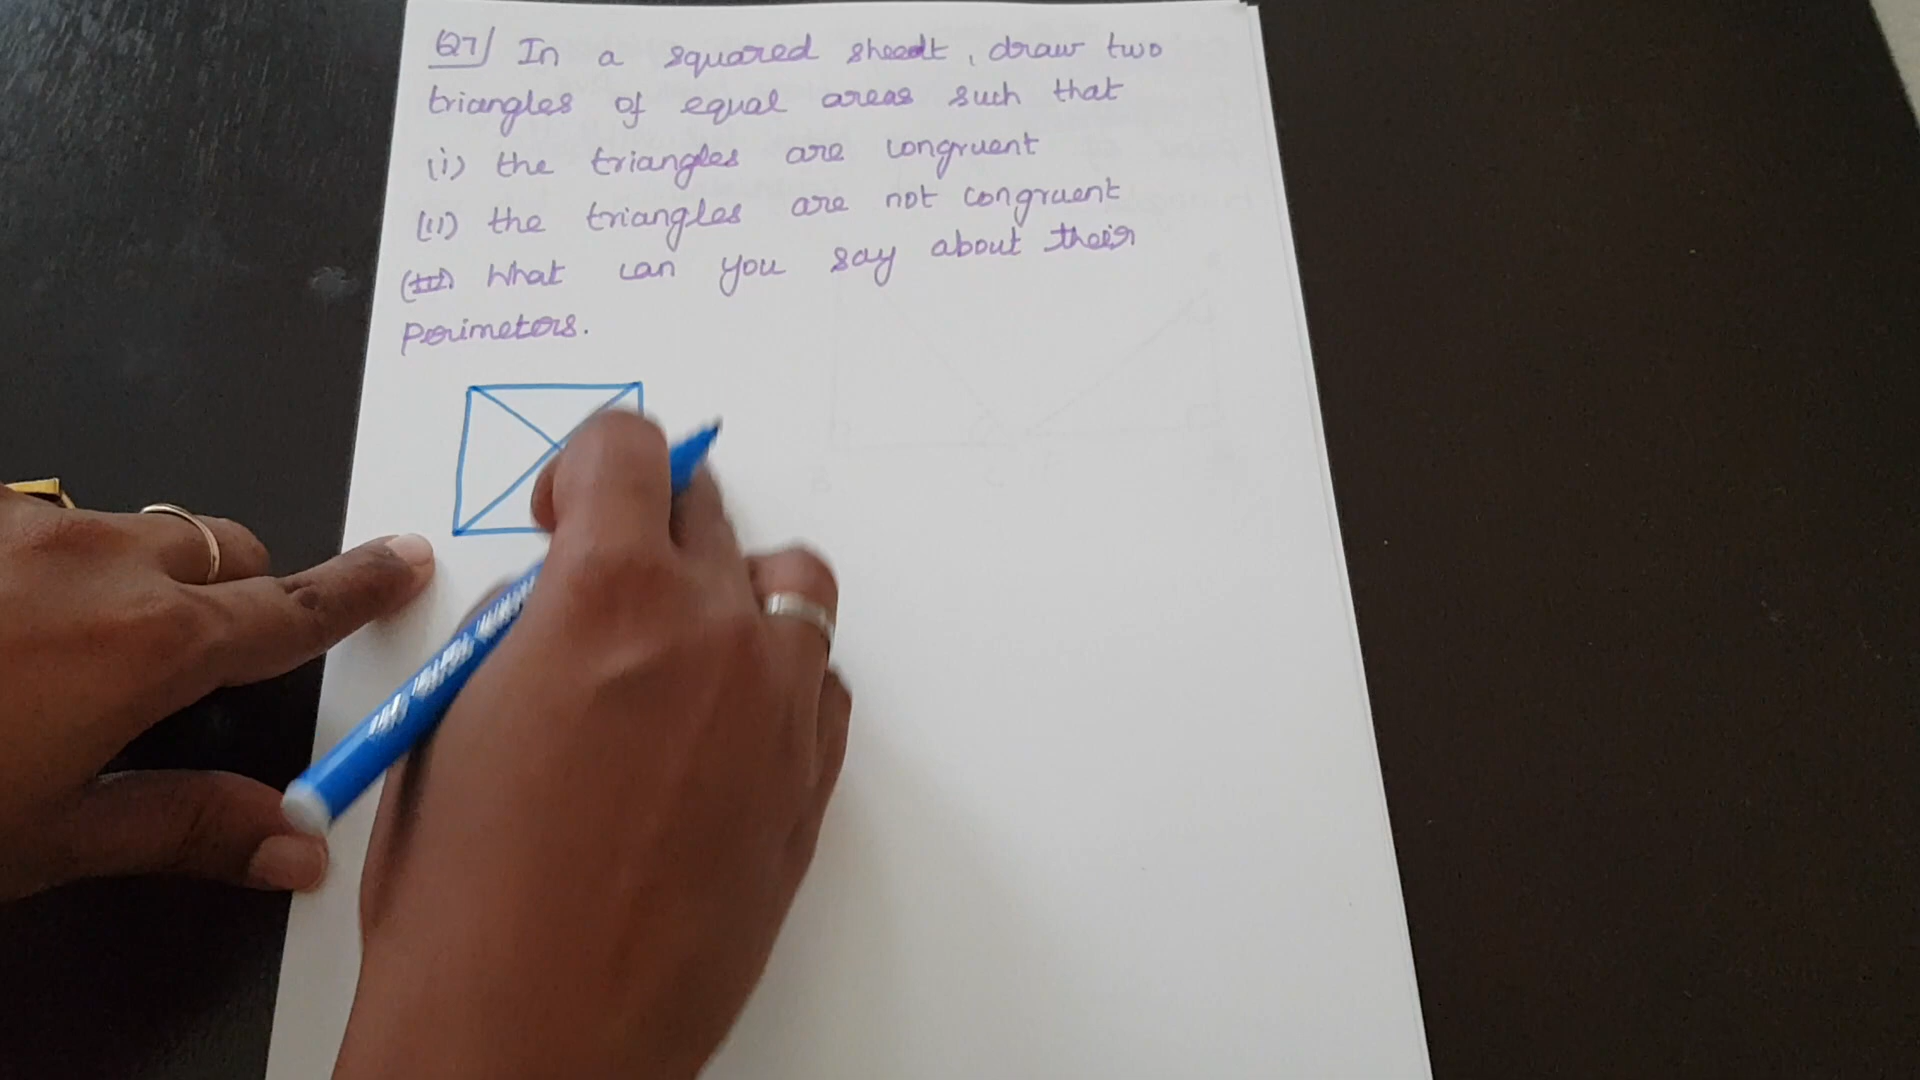 Q7/ In a squared sheet, draw two
triangles of equal areas such that
(i) the triangles are congruent
(ii) the triangles are not congruent
(iii) What can you say about their
Perimeters.